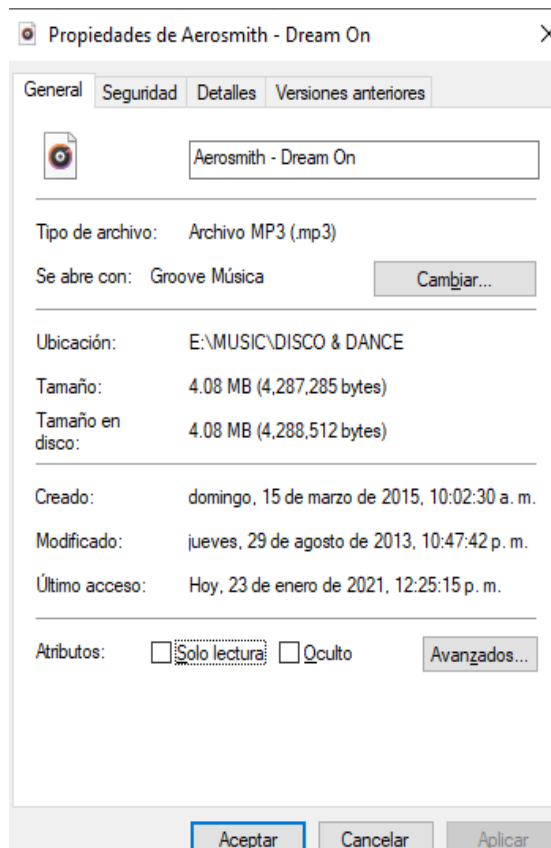 Propiedades de Aerosmith - Dream On
General Seguridad Detalles Versiones anteriores
Aerosmith - Dream On
Tipo de archivo: Archivo MP3 (.mp3)
Se abre con: Groove Música Cambiar...
Ubicación: E:\MUSIC\DISCO & DANCE
Tamaño: 4.08 MB (4,287,285 bytes)
Tamaño en
disco: 4.08 MB (4,288,512 bytes)
Creado: domingo, 15 de marzo de 2015, 10:02:30 a. m.
Modificado: jueves, 29 de agosto de 2013, 10:47:42 p. m.
Último acceso: Hoy, 23 de enero de 2021, 12:25:15 p. m.
Atributos: Solo lectura Oculto Avanzados...
Aceptar Cancelar Aplicar